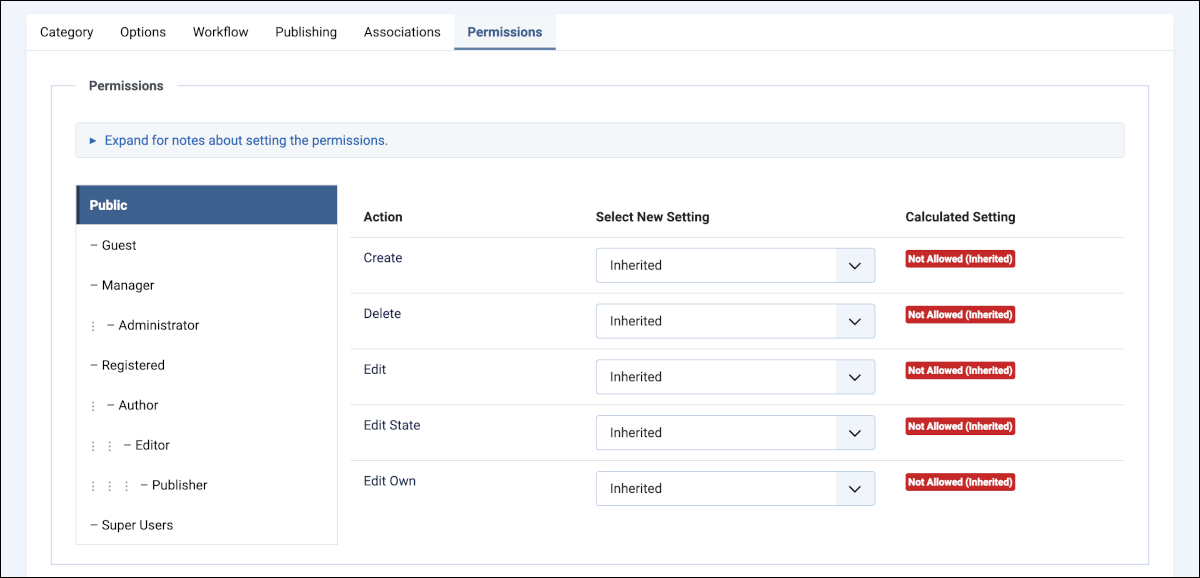 Category Options Workflow Publishing Associations Permissions
Permissions
Expand for notes about setting the permissions.
Public
– Guest
– Manager
⋮ – Administrator
– Registered
⋮ – Author
⋮ ⋮ – Editor
⋮ ⋮ ⋮ – Publisher
– Super Users
Action Select New Setting Calculated Setting
Create Inherited Not Allowed (Inherited)
Delete Inherited Not Allowed (Inherited)
Edit Inherited Not Allowed (Inherited)
Edit State Inherited Not Allowed (Inherited)
Edit Own Inherited Not Allowed (Inherited)